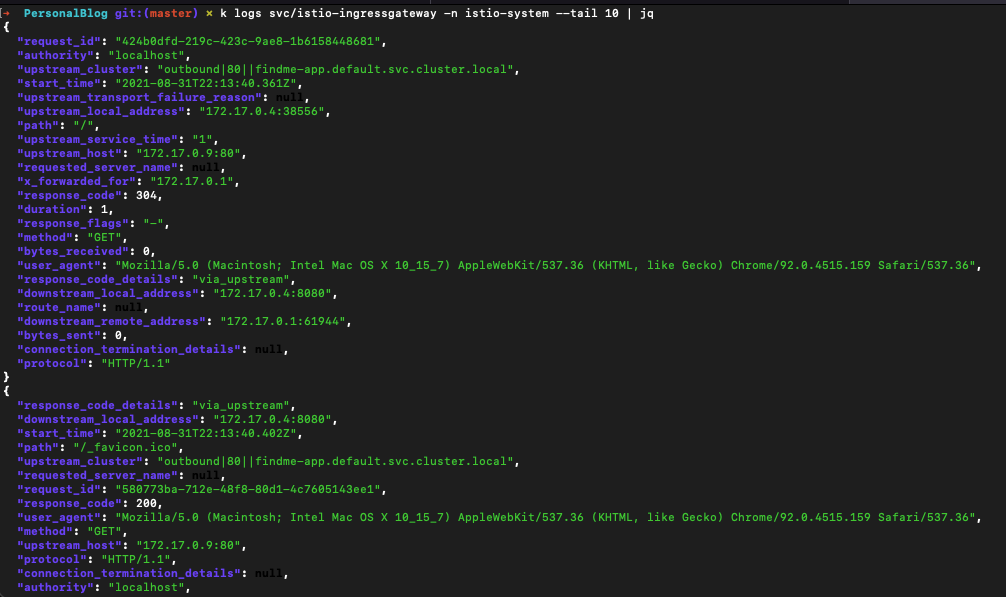 → PersonalBlog git:(master) × k logs svc/istio-ingressgateway -n istio-system --tail 10 | jq
{
  "request_id": "424b0dfd-219c-423c-9ae8-1b6158448681",
  "authority": "localhost",
  "upstream_cluster": "outbound|80||findme-app.default.svc.cluster.local",
  "start_time": "2021-08-31T22:13:40.361Z",
  "upstream_transport_failure_reason": null,
  "upstream_local_address": "172.17.0.4:38556",
  "path": "/",
  "upstream_service_time": "1",
  "upstream_host": "172.17.0.9:80",
  "requested_server_name": null,
  "x_forwarded_for": "172.17.0.1",
  "response_code": 304,
  "duration": 1,
  "response_flags": "-",
  "method": "GET",
  "bytes_received": 0,
  "user_agent": "Mozilla/5.0 (Macintosh; Intel Mac OS X 10_15_7) AppleWebKit/537.36 (KHTML, like Gecko) Chrome/92.0.4515.159 Safari/537.36",
  "response_code_details": "via_upstream",
  "downstream_local_address": "172.17.0.4:8080",
  "route_name": null,
  "downstream_remote_address": "172.17.0.1:61944",
  "bytes_sent": 0,
  "connection_termination_details": null,
  "protocol": "HTTP/1.1"
}
{
  "response_code_details": "via_upstream",
  "downstream_local_address": "172.17.0.4:8080",
  "start_time": "2021-08-31T22:13:40.402Z",
  "path": "/_favicon.ico",
  "upstream_cluster": "outbound|80||findme-app.default.svc.cluster.local",
  "requested_server_name": null,
  "request_id": "580773ba-712e-48f8-80d1-4c7605143ee1",
  "response_code": 200,
  "user_agent": "Mozilla/5.0 (Macintosh; Intel Mac OS X 10_15_7) AppleWebKit/537.36 (KHTML, like Gecko) Chrome/92.0.4515.159 Safari/537.36",
  "method": "GET",
  "upstream_host": "172.17.0.9:80",
  "protocol": "HTTP/1.1",
  "connection_termination_details": null,
  "authority": "localhost",